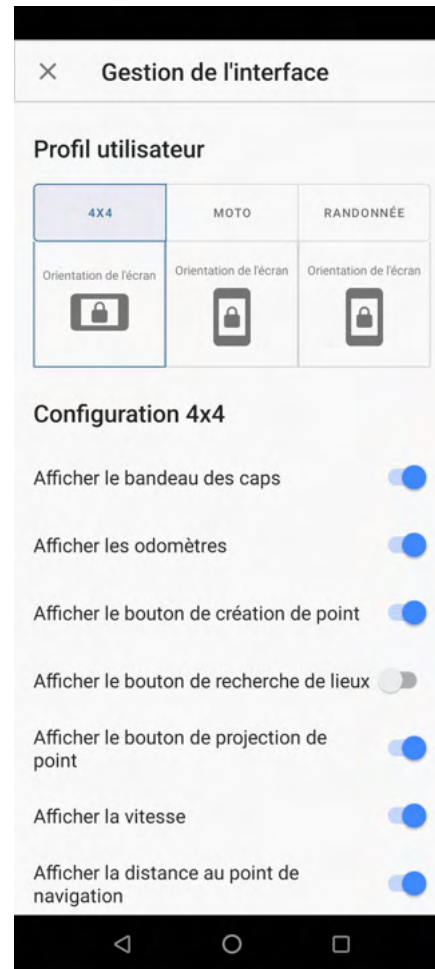 Gestion de l'interface
Profil utilisateur
4X4 MOTO RANDONNÉE
Orientation de l'écran Orientation de l'écran Orientation de l'écran
Configuration 4x4
Afficher le bandeau des caps
Afficher les odomètres
Afficher le bouton de création de point
Afficher le bouton de recherche de lieux
Afficher le bouton de projection de
point
Afficher la vitesse
Afficher la distance au point de
navigation